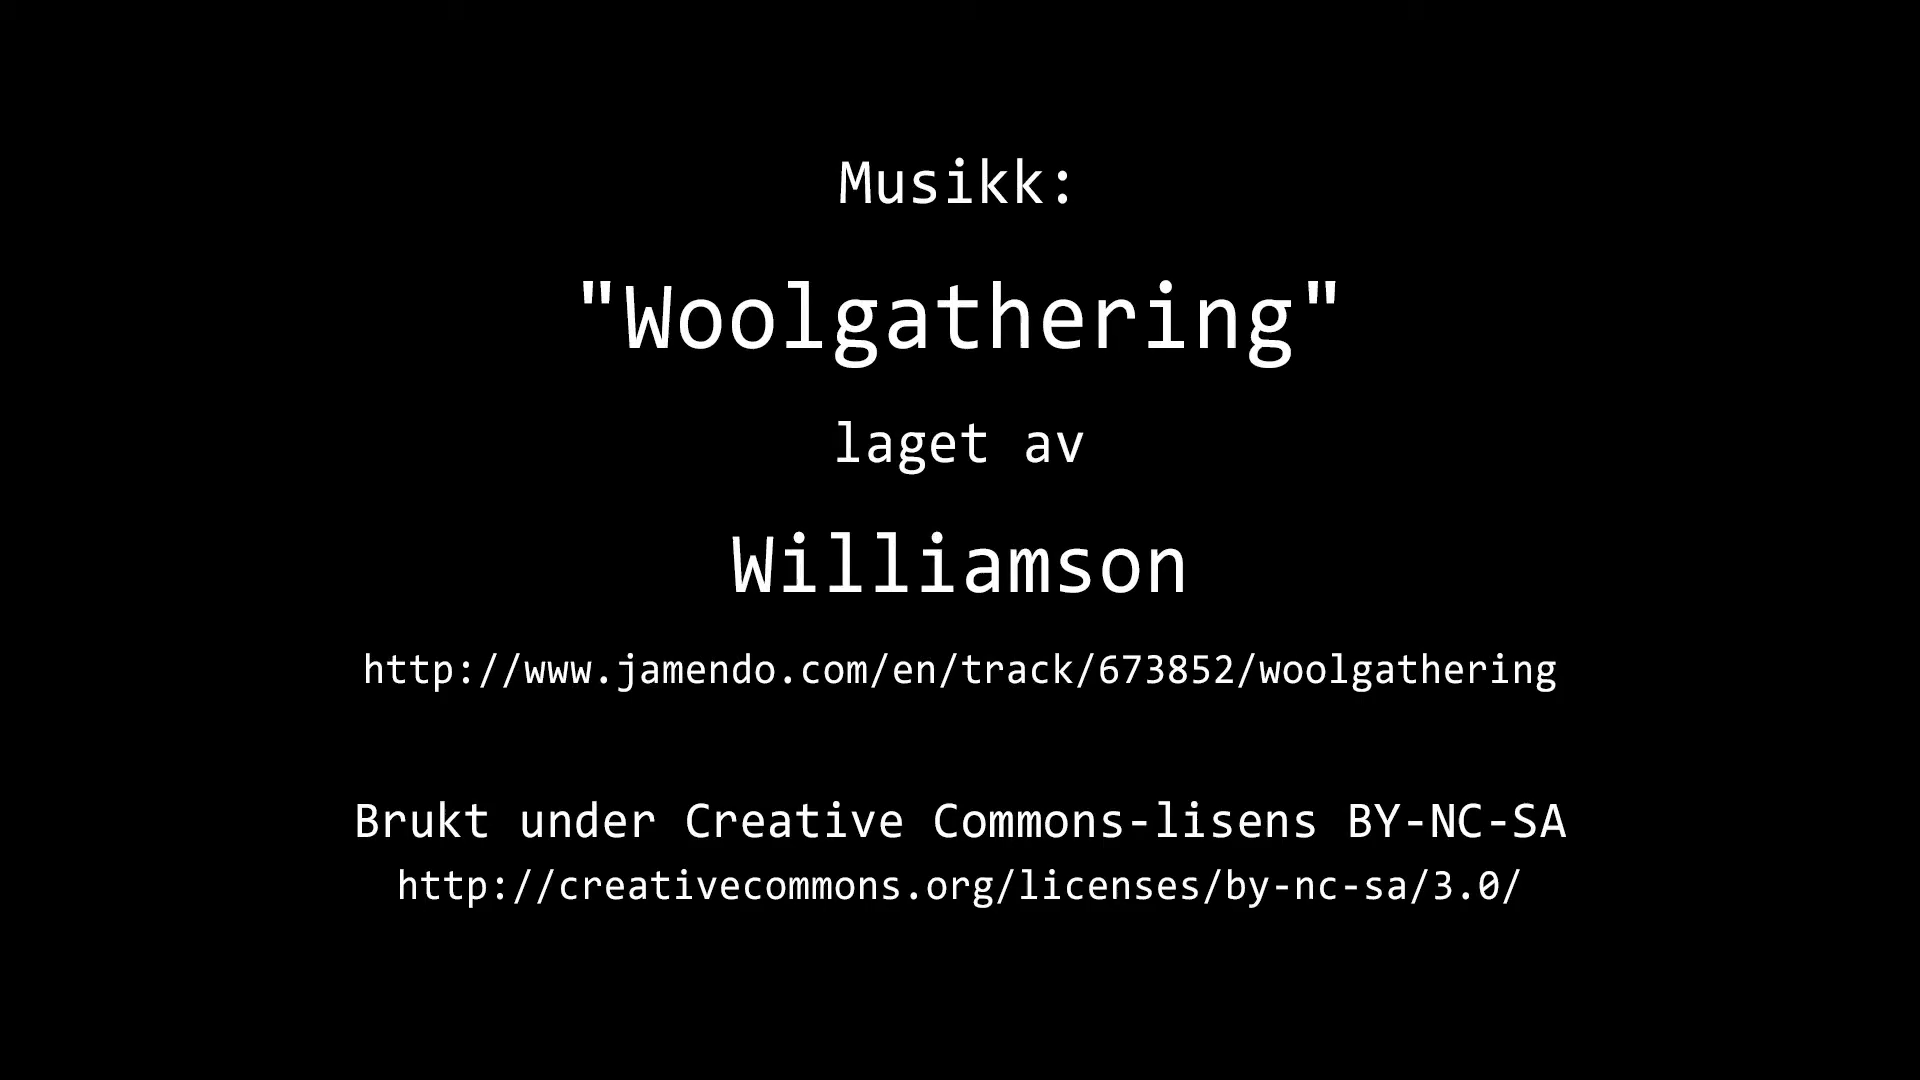 Musikk:
"Woolgathering"
laget av
Williamson
http://www.jamendo.com/en/track/673852/woolgathering
Brukt under Creative Commons-lisens BY-NC-SA
http://creativecommons.org/licenses/by-nc-sa/3.0/